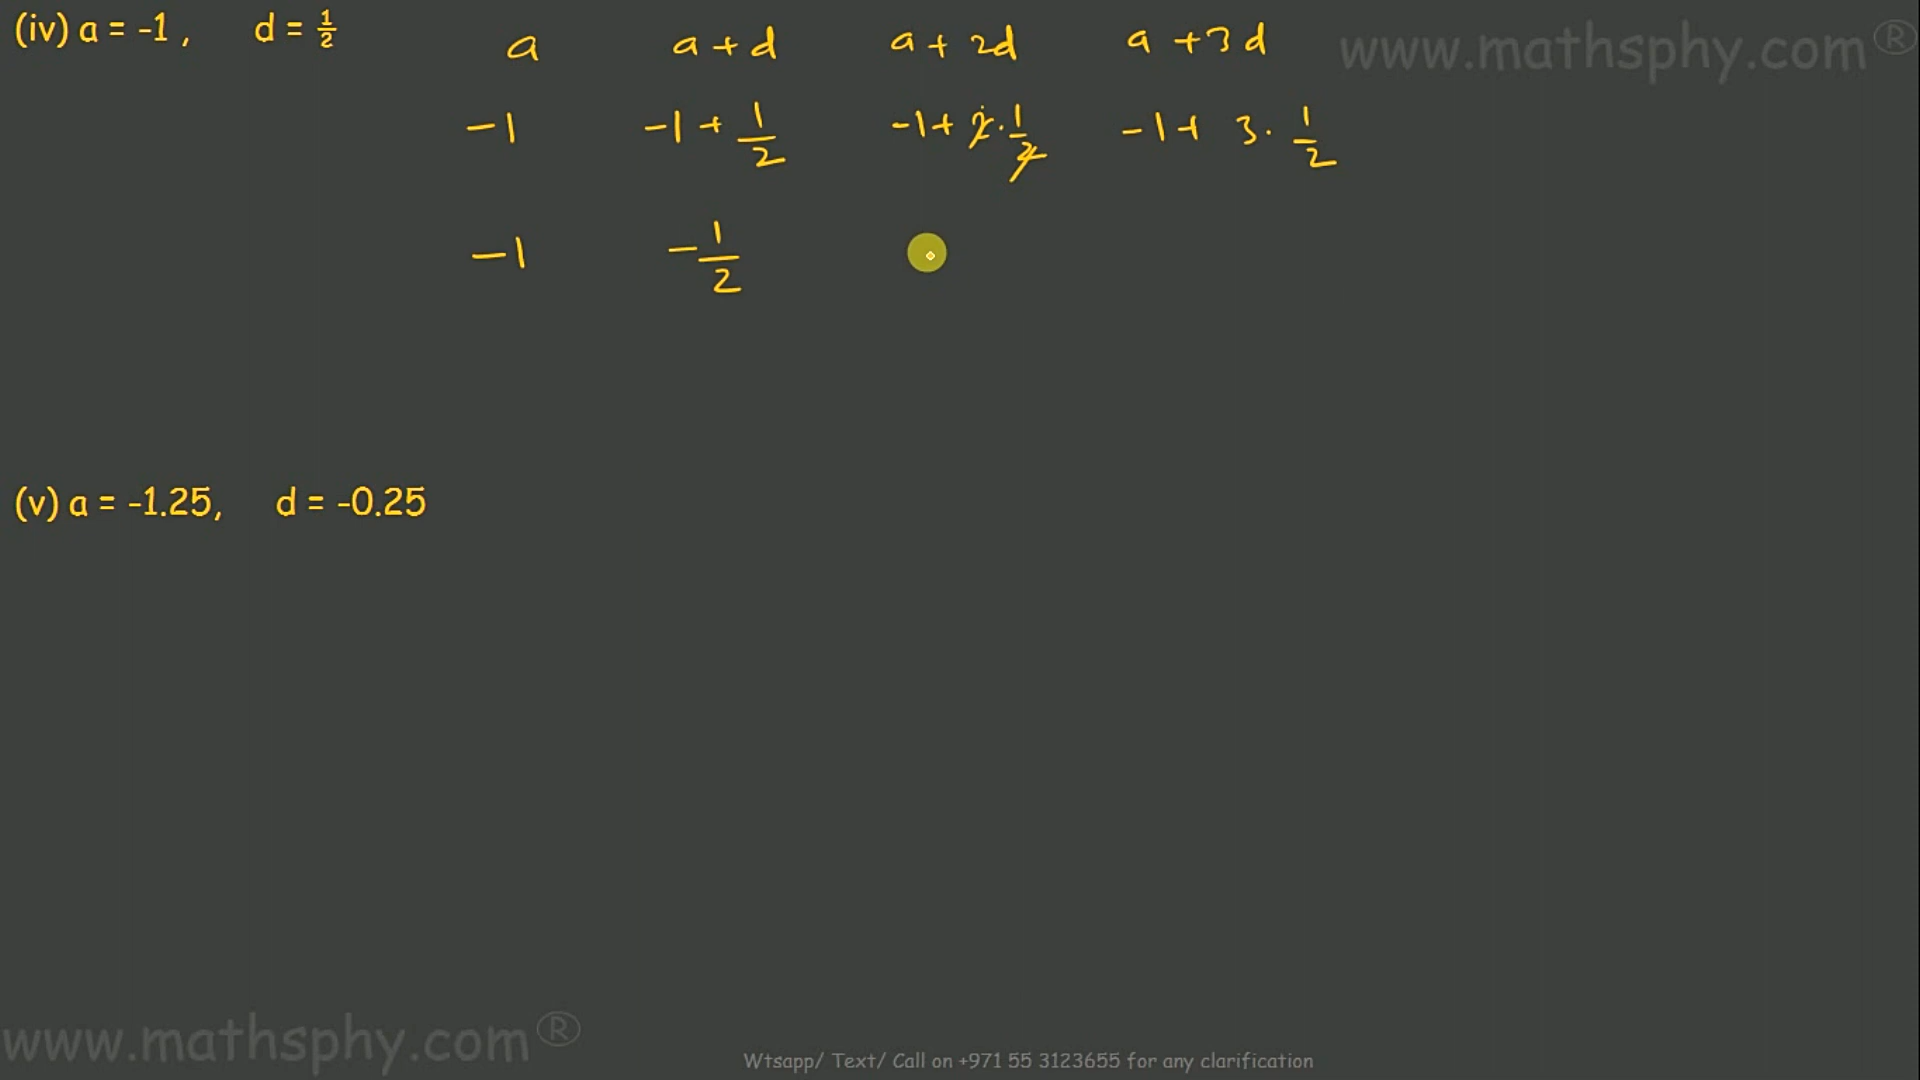 (iv) a = -1 , d = 1/2 a a + d a + 2d a + 3d www.mathsphy.com®
-1 -1 + 1/2 -1 + 2 · 1/2 -1 + 3 · 1/2
-1 -1/2
(v) a = -1.25, d = -0.25
www.mathsphy.com®
Wtsapp/ Text/ Call on +971 55 3123655 for any clarification